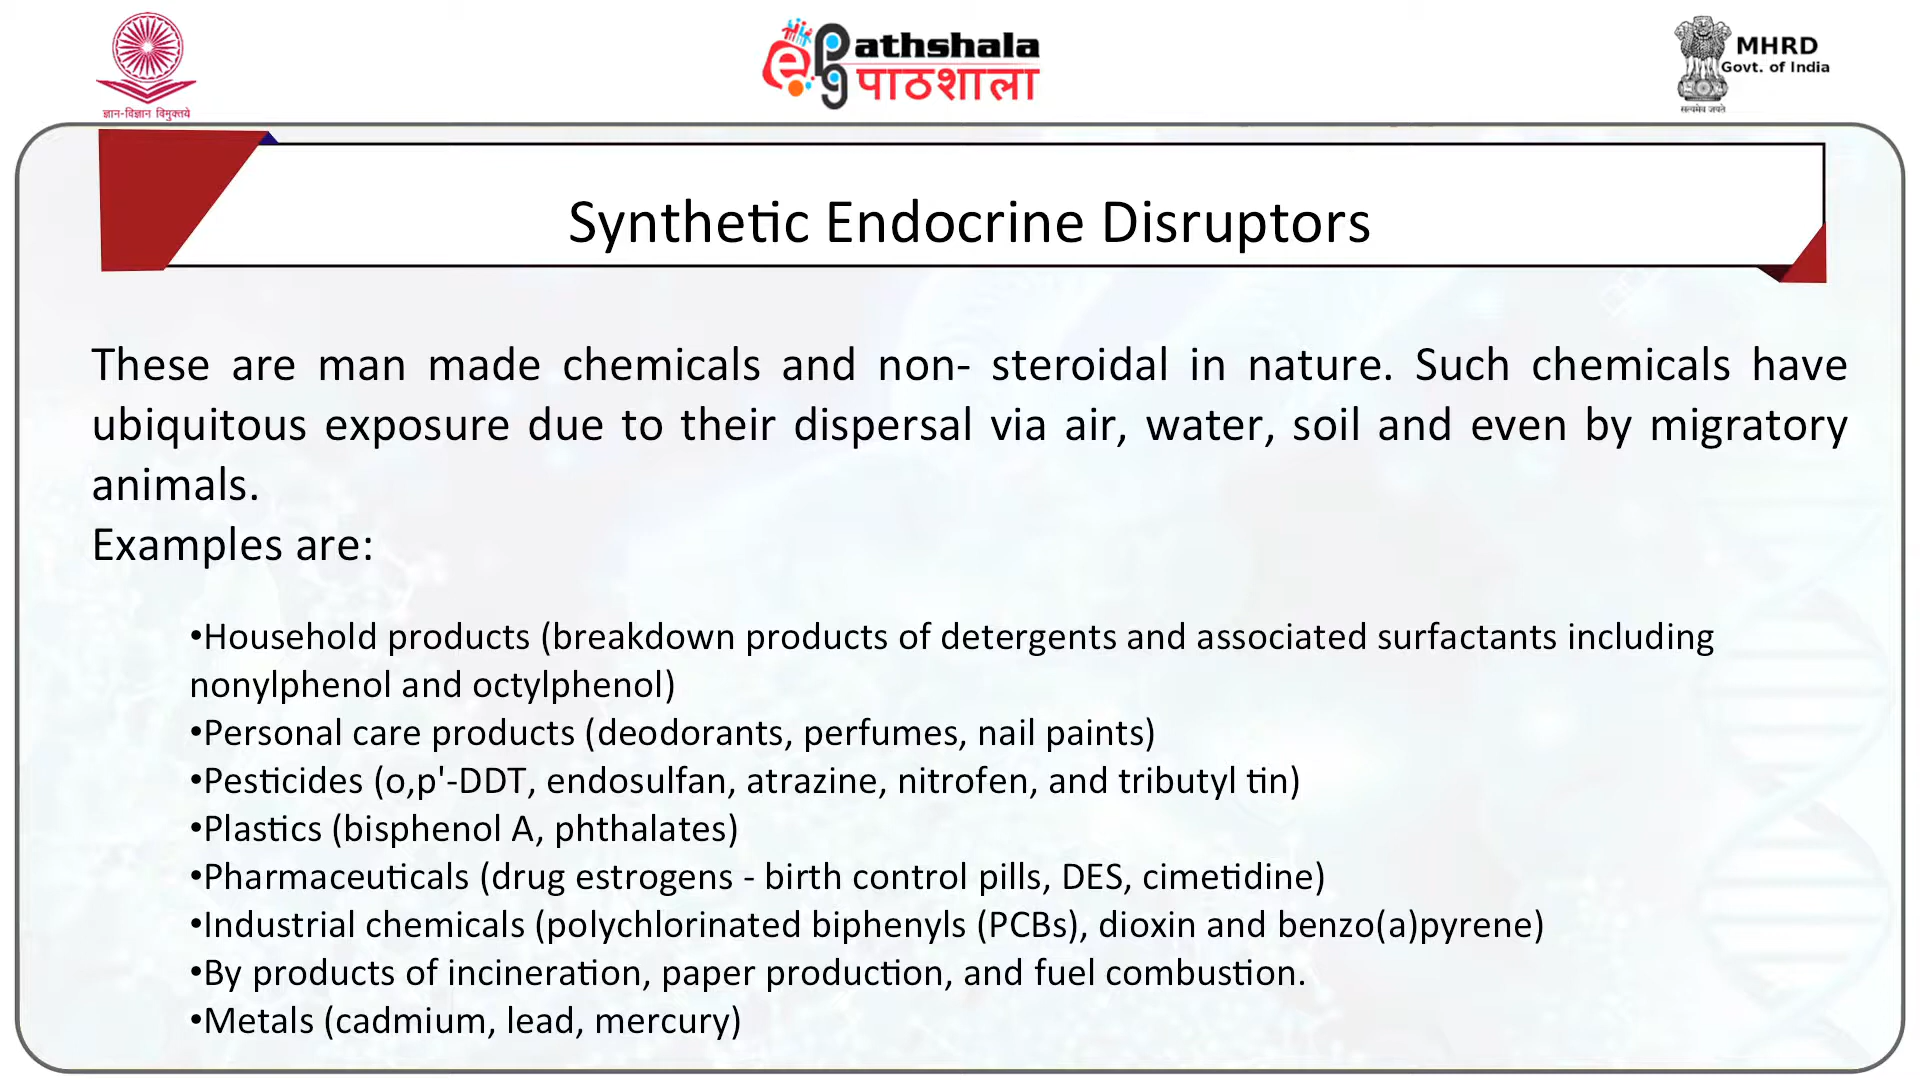 ज्ञान-विज्ञान विमुक्तये
e
pg
athshala
पाठशाला
MHRD
Govt. of India
सत्यमेव जयते
Synthetic Endocrine Disruptors
These are man made chemicals and non- steroidal in nature. Such chemicals have
ubiquitous exposure due to their dispersal via air, water, soil and even by migratory
animals.
Examples are:
•Household products (breakdown products of detergents and associated surfactants including
nonylphenol and octylphenol)
•Personal care products (deodorants, perfumes, nail paints)
•Pesticides (o,p'-DDT, endosulfan, atrazine, nitrofen, and tributyl tin)
•Plastics (bisphenol A, phthalates)
•Pharmaceuticals (drug estrogens - birth control pills, DES, cimetidine)
•Industrial chemicals (polychlorinated biphenyls (PCBs), dioxin and benzo(a)pyrene)
•By products of incineration, paper production, and fuel combustion.
•Metals (cadmium, lead, mercury)